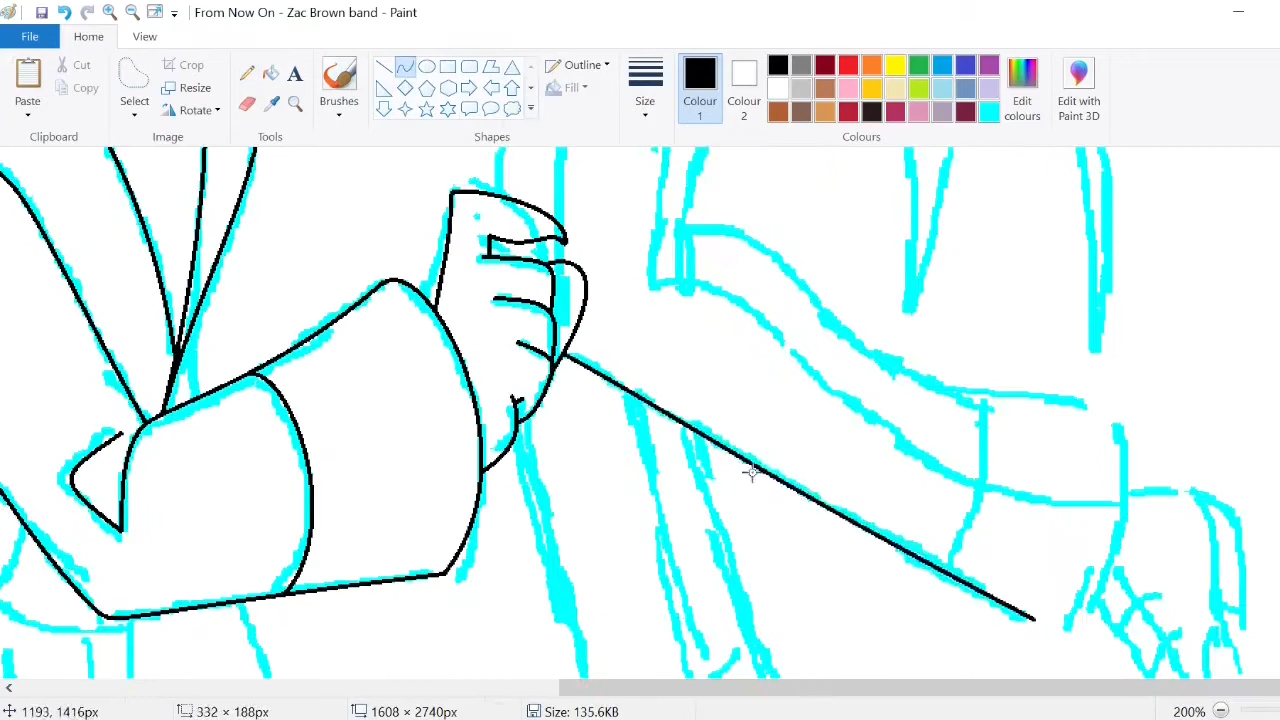 From Now On - Zac Brown band - Paint
File Home View
Paste
Cut
Copy
Clipboard
Select
Crop
Resize
Rotate
Image
A
Tools
Brushes
Outline
Fill
Shapes
Size
Colour 1
Colour 2
Edit colours
Edit with Paint 3D
Colours
1193, 1416px
332 × 188px
1608 × 2740px
Size: 135.6KB
200%